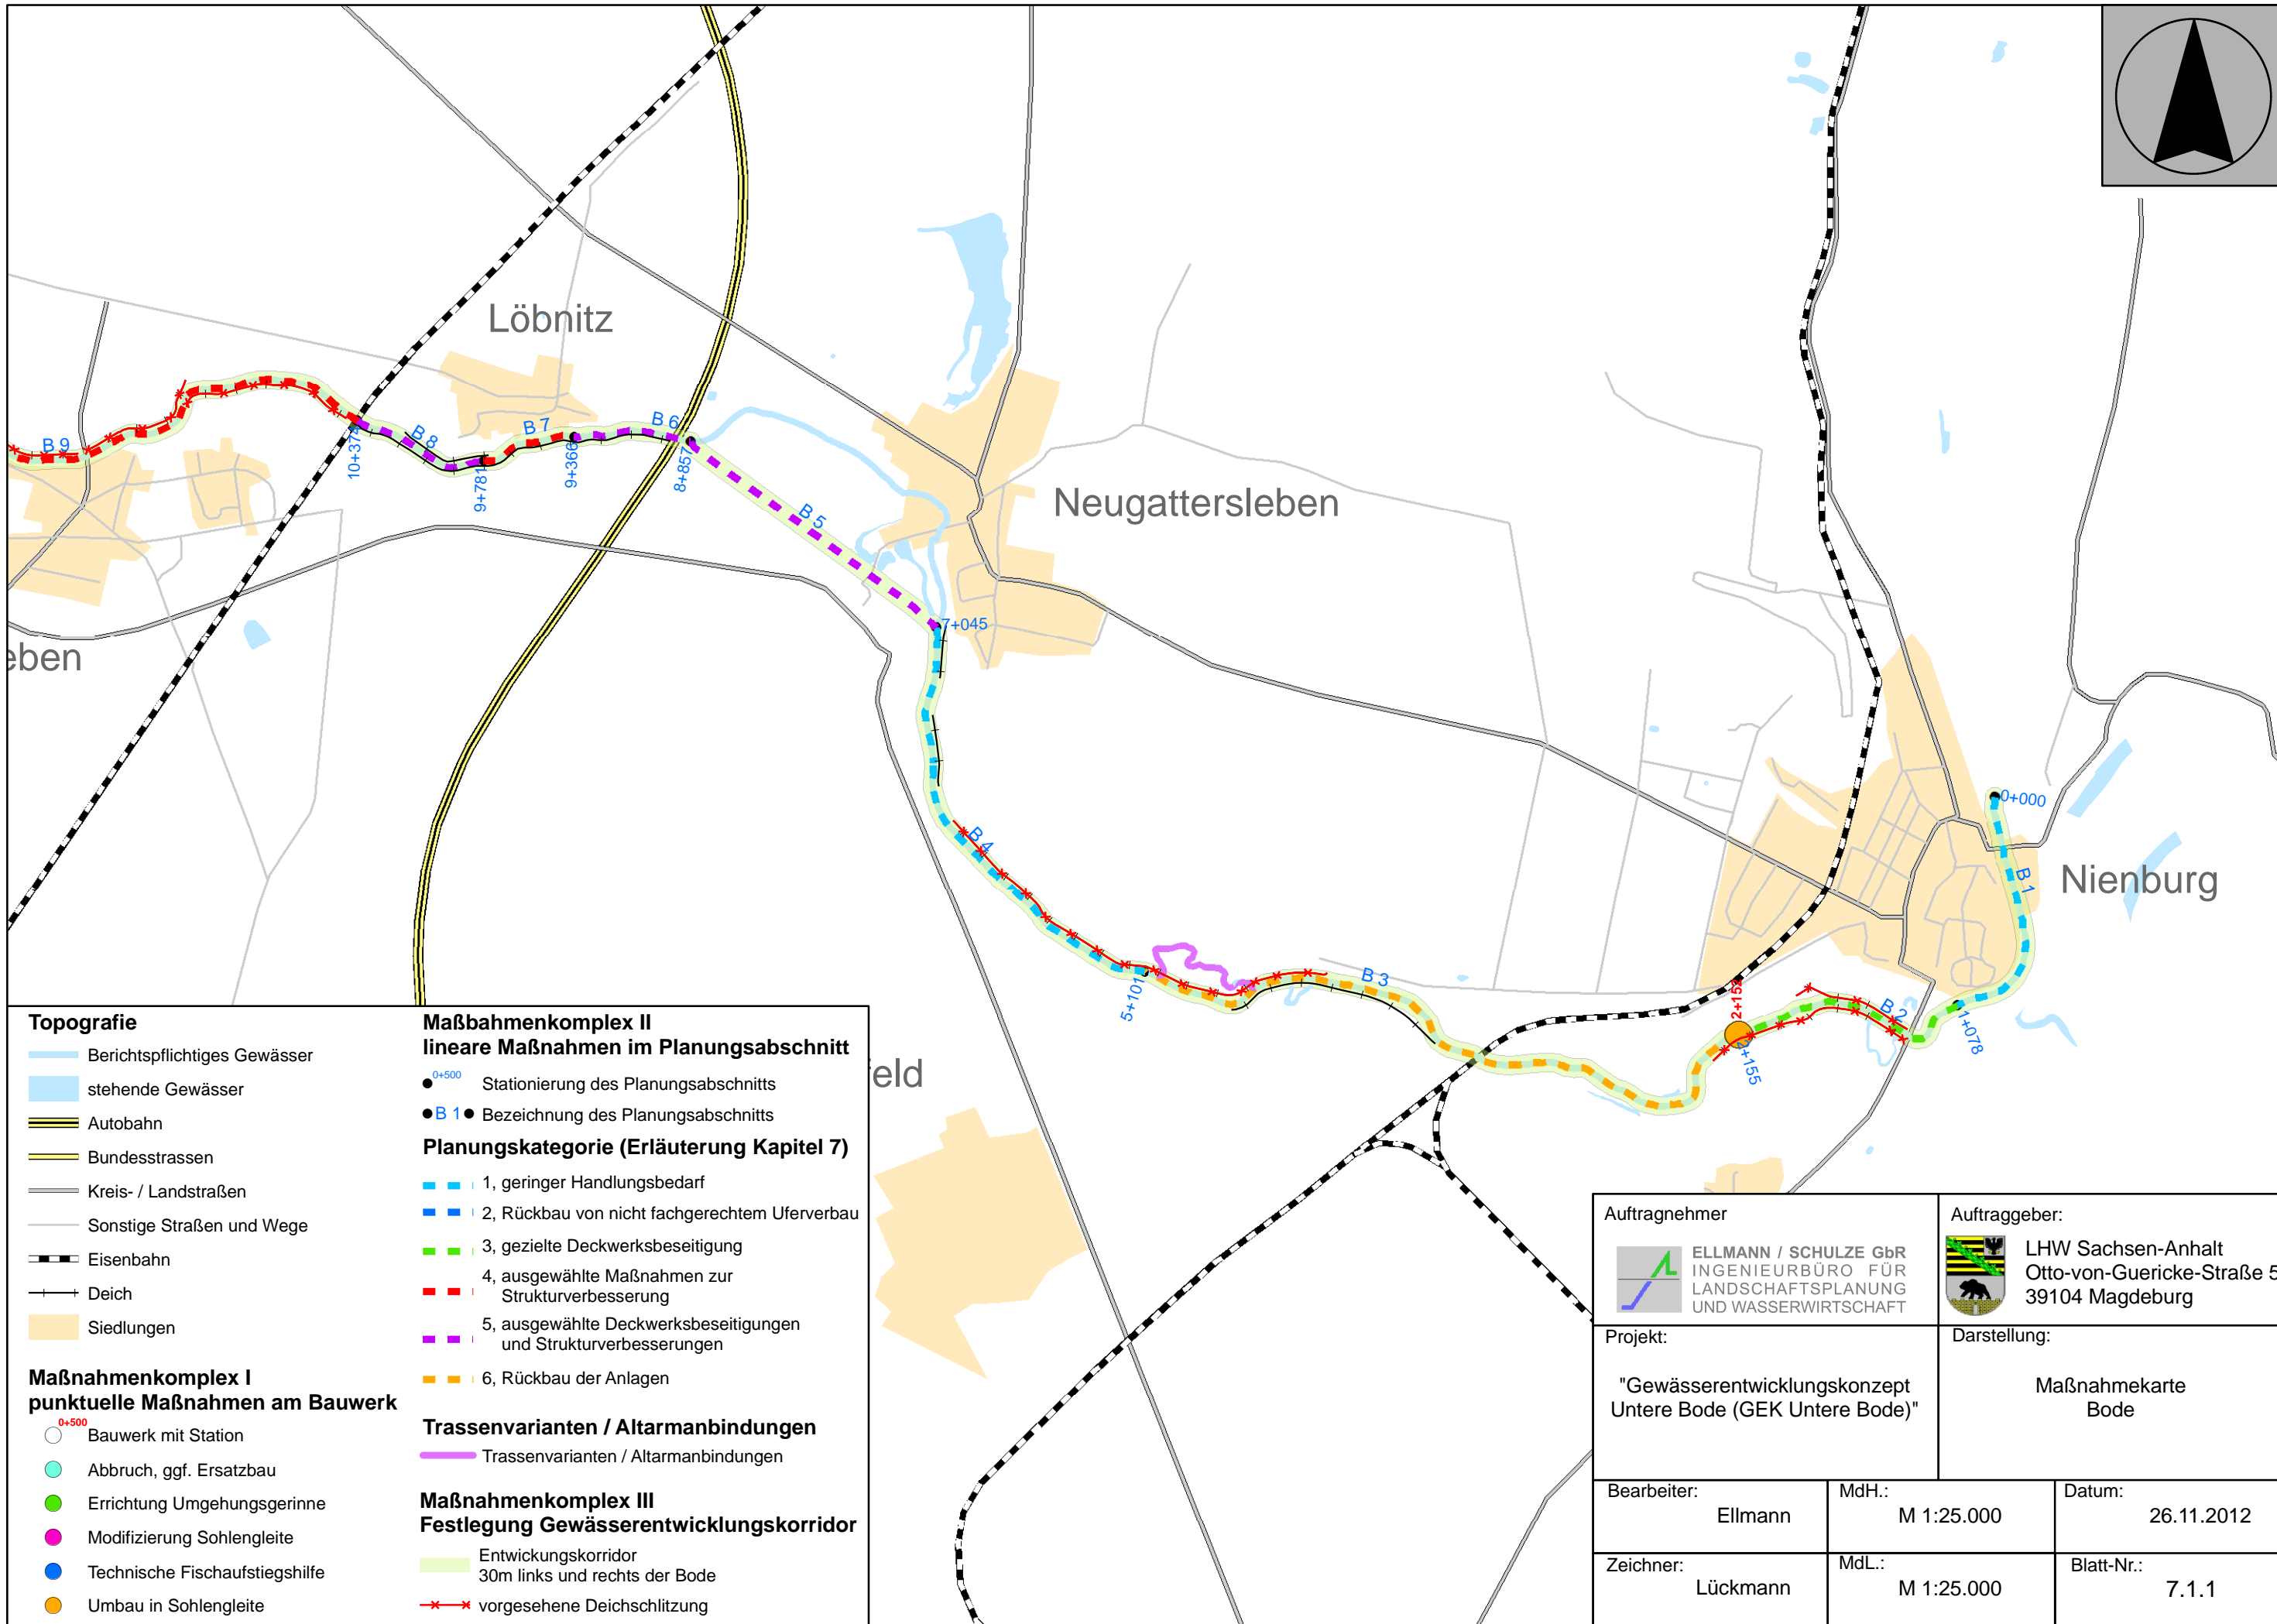 Löbnitz
Neugattersleben
Nienburg
eben
feld
B 9
10+374
B 8
9+781
B 7
9+366
B 6
8+857
B 5
7+045
B 4
5+101
B 3
2+152
2+155
B 2
1+078
B 1
0+000
Topografie
Berichtspflichtiges Gewässer
stehende Gewässer
Autobahn
Bundesstrassen
Kreis- / Landstraßen
Sonstige Straßen und Wege
Eisenbahn
Deich
Siedlungen
Maßnahmenkomplex I
punktuelle Maßnahmen am Bauwerk
0+500
Bauwerk mit Station
Abbruch, ggf. Ersatzbau
Errichtung Umgehungsgerinne
Modifizierung Sohlengleite
Technische Fischaufstiegshilfe
Umbau in Sohlengleite
Maßbahmenkomplex II
lineare Maßnahmen im Planungsabschnitt
0+500
Stationierung des Planungsabschnitts
B 1
Bezeichnung des Planungsabschnitts
Planungskategorie (Erläuterung Kapitel 7)
1, geringer Handlungsbedarf
2, Rückbau von nicht fachgerechtem Uferverbau
3, gezielte Deckwerksbeseitigung
4, ausgewählte Maßnahmen zur
Strukturverbesserung
5, ausgewählte Deckwerksbeseitigungen
und Strukturverbesserungen
6, Rückbau der Anlagen
Trassenvarianten / Altarmanbindungen
Trassenvarianten / Altarmanbindungen
Maßnahmenkomplex III
Festlegung Gewässerentwicklungskorridor
Entwickungskorridor
30m links und rechts der Bode
vorgesehene Deichschlitzung
Auftragnehmer
ELLMANN / SCHULZE GbR
INGENIEURBÜRO FÜR
LANDSCHAFTSPLANUNG
UND WASSERWIRTSCHAFT
Auftraggeber:
LHW Sachsen-Anhalt
Otto-von-Guericke-Straße 5
39104 Magdeburg
Projekt:
"Gewässerentwicklungskonzept
Untere Bode (GEK Untere Bode)"
Darstellung:
Maßnahmekarte
Bode
Bearbeiter:
Ellmann
MdH.:
M 1:25.000
Datum:
26.11.2012
Zeichner:
Lückmann
MdL.:
M 1:25.000
Blatt-Nr.:
7.1.1